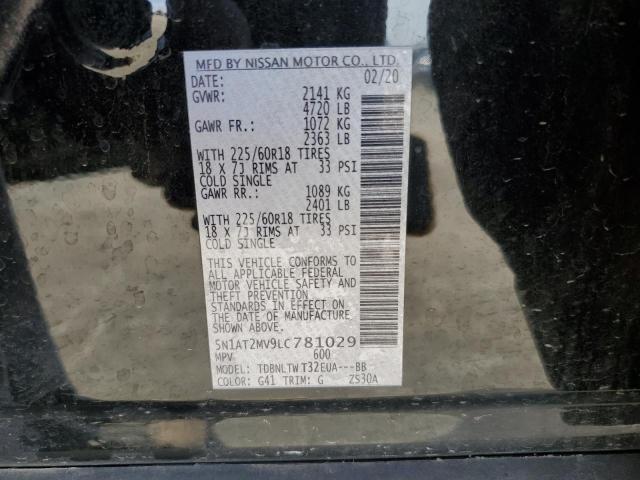 MFD BY NISSAN MOTOR CO., LTD.
DATE: 02/20
GVWR: 2141 KG
4720 LB
GAWR FR.: 1072 KG
2363 LB
WITH 225/60R18 TIRES
18 X 7J RIMS AT 33 PSI
COLD SINGLE
GAWR RR.: 1089 KG
2401 LB
WITH 225/60R18 TIRES
18 X 7J RIMS AT 33 PSI
COLD SINGLE
THIS VEHICLE CONFORMS TO
ALL APPLICABLE FEDERAL
MOTOR VEHICLE SAFETY AND
THEFT PREVENTION
STANDARDS IN EFFECT ON
THE DATE OF MANUFACTURE
SHOWN ABOVE.
5N1AT2MV9LC781029
MPV 600
MODEL: TDBNLTWT32EUA---BB
COLOR: G41 TRIM: G ZS30A